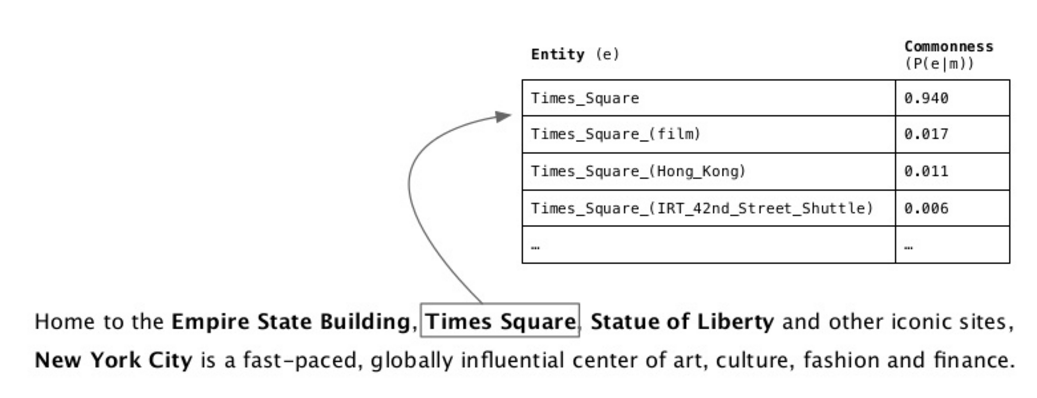 Entity (e) Commonness (P(e|m))
Times_Square 0.940
Times_Square_(film) 0.017
Times_Square_(Hong_Kong) 0.011
Times_Square_(IRT_42nd_Street_Shuttle) 0.006
… …
Home to the Empire State Building, Times Square, Statue of Liberty and other iconic sites,
New York City is a fast-paced, globally influential center of art, culture, fashion and finance.